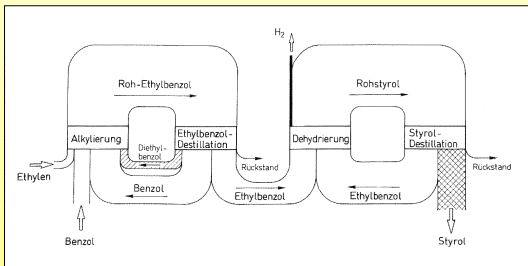 H₂
Roh-Ethylbenzol
Rohstyrol
Alkylierung
Diethyl-
benzol
Ethylbenzol-
Destillation
Dehydrierung
Styrol-
Destillation
Ethylen
Benzol
Rückstand
Ethylbenzol
Ethylbenzol
Rückstand
Benzol
Styrol